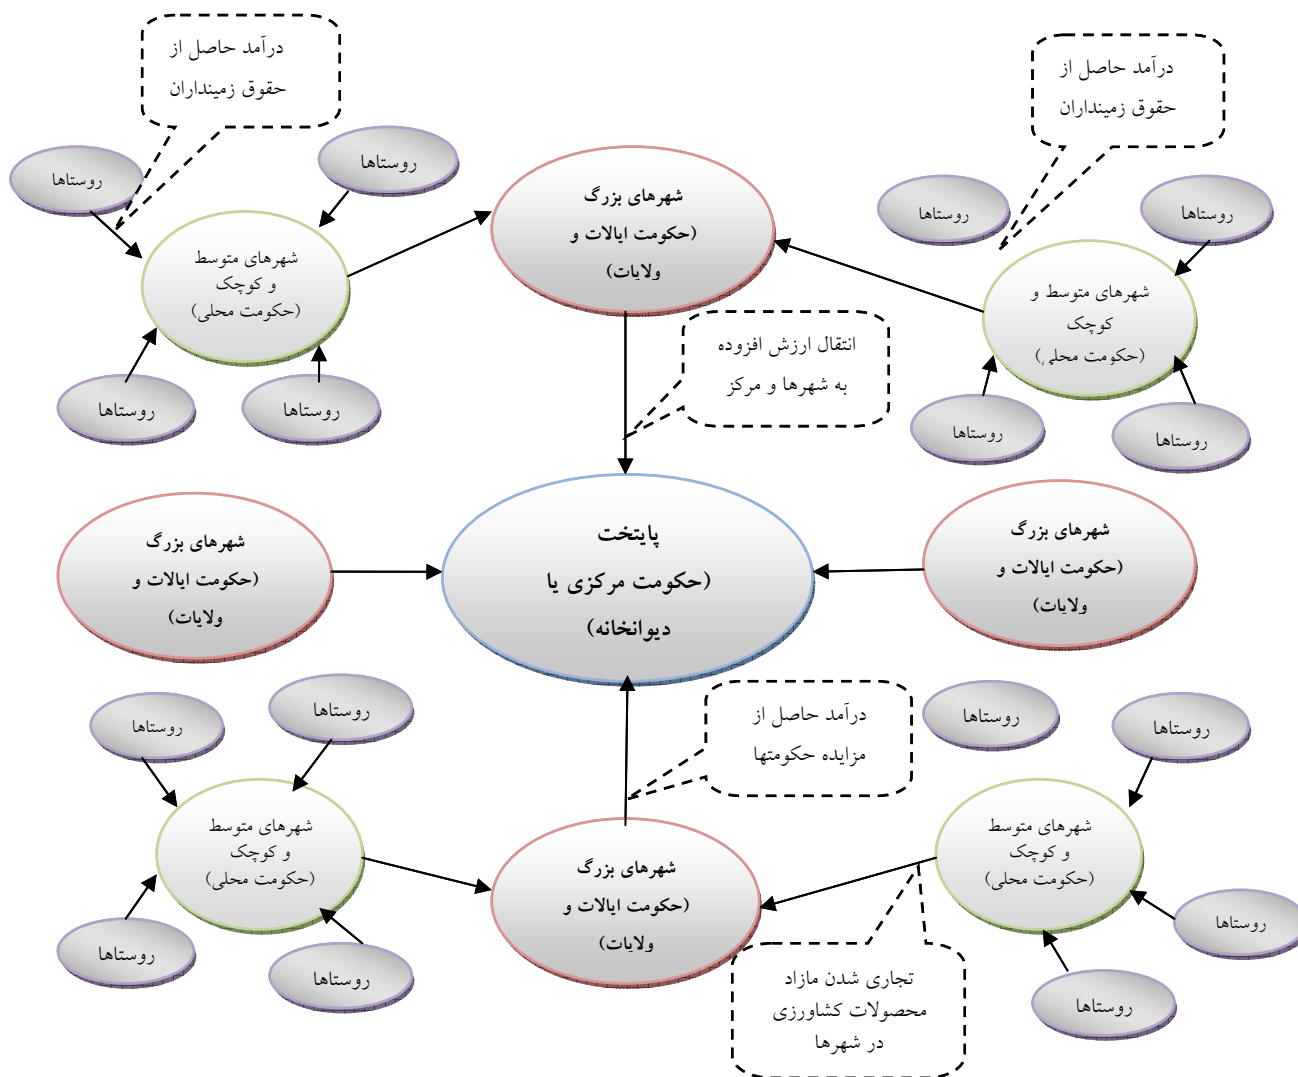 درآمد حاصل از
حقوق زمینداران
درآمد حاصل از
حقوق زمینداران
روستاها
روستاها
شهرهای بزرگ
(حکومت ایالات و
ولایات)
روستاها
روستاها
شهرهای متوسط
و کوچک
(حکومت محلی)
شهرهای متوسط و
کوچک
(حکومت محلی)
انتقال ارزش افزوده
به شهرها و مرکز
روستاها
روستاها
روستاها
روستاها
شهرهای بزرگ
(حکومت ایالات و
ولایات)
پایتخت
(حکومت مرکزی یا
دیوانخانه)
شهرهای بزرگ
(حکومت ایالات و
ولایات)
روستاها
روستاها
درآمد حاصل از
مزایده حکومتها
روستاها
روستاها
شهرهای متوسط
و کوچک
(حکومت محلی)
شهرهای متوسط
و کوچک
(حکومت محلی)
شهرهای بزرگ
(حکومت ایالات و
ولایات)
روستاها
روستاها
روستاها
روستاها
تجاری شدن مازاد
محصولات کشاورزی
در شهرها